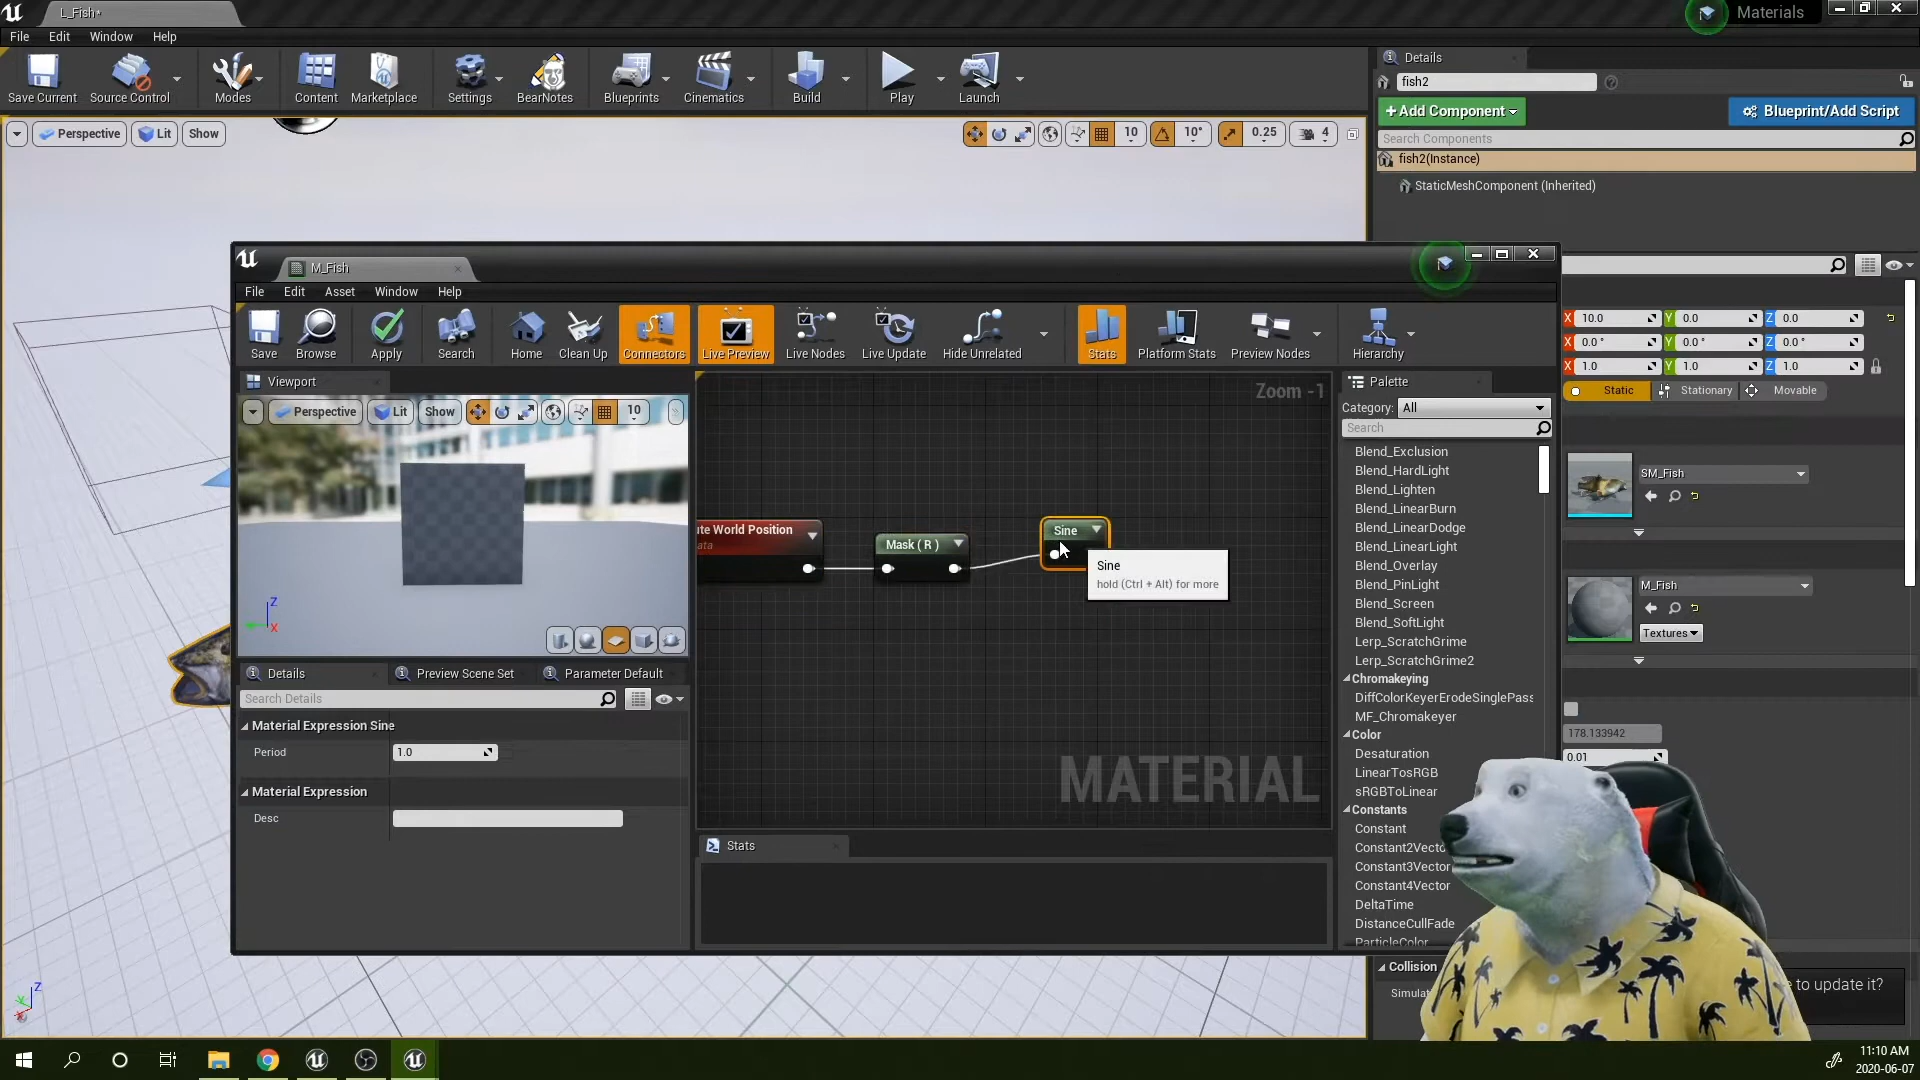 L_Fish*
Materials
File Edit Window Help
Save Current Source Control Modes Content Marketplace Settings BearNotes Blueprints Cinematics Build Play Launch
Perspective Lit Show
10 10° 0.25 4
Details
fish2
+Add Component
Blueprint/Add Script
Search Components
fish2(Instance)
StaticMeshComponent (Inherited)
X 10.0 Y 0.0 Z 0.0
X 0.0 ° Y 0.0 ° Z 0.0 °
X 1.0 Y 1.0 Z 1.0
Static Stationary Movable
SM_Fish
M_Fish
Textures
178.133942
0.01
Collision
Simulat
e to update it?
M_Fish
File Edit Asset Window Help
Save Browse Apply Search Home Clean Up Connectors Live Preview Live Nodes Live Update Hide Unrelated Stats Platform Stats Preview Nodes Hierarchy
Viewport
Perspective Lit Show 10
Z
X
Details Preview Scene Set Parameter Default
Search Details
Material Expression Sine
Period 1.0
Material Expression
Desc
Zoom -1
ute World Position
ata
Mask ( R )
Sine
Sine
hold (Ctrl + Alt) for more
MATERIAL
Stats
Palette
Category: All
Search
Blend_Exclusion
Blend_HardLight
Blend_Lighten
Blend_LinearBurn
Blend_LinearDodge
Blend_LinearLight
Blend_Overlay
Blend_PinLight
Blend_Screen
Blend_SoftLight
Lerp_ScratchGrime
Lerp_ScratchGrime2
Chromakeying
DiffColorKeyerErodeSinglePass
MF_Chromakeyer
Color
Desaturation
LinearTosRGB
sRGBToLinear
Constants
Constant
Constant2Vecto
Constant3Vector
Constant4Vector
DeltaTime
DistanceCullFade
ParticleColor
Z
Y
X
11:10 AM
2020-06-07